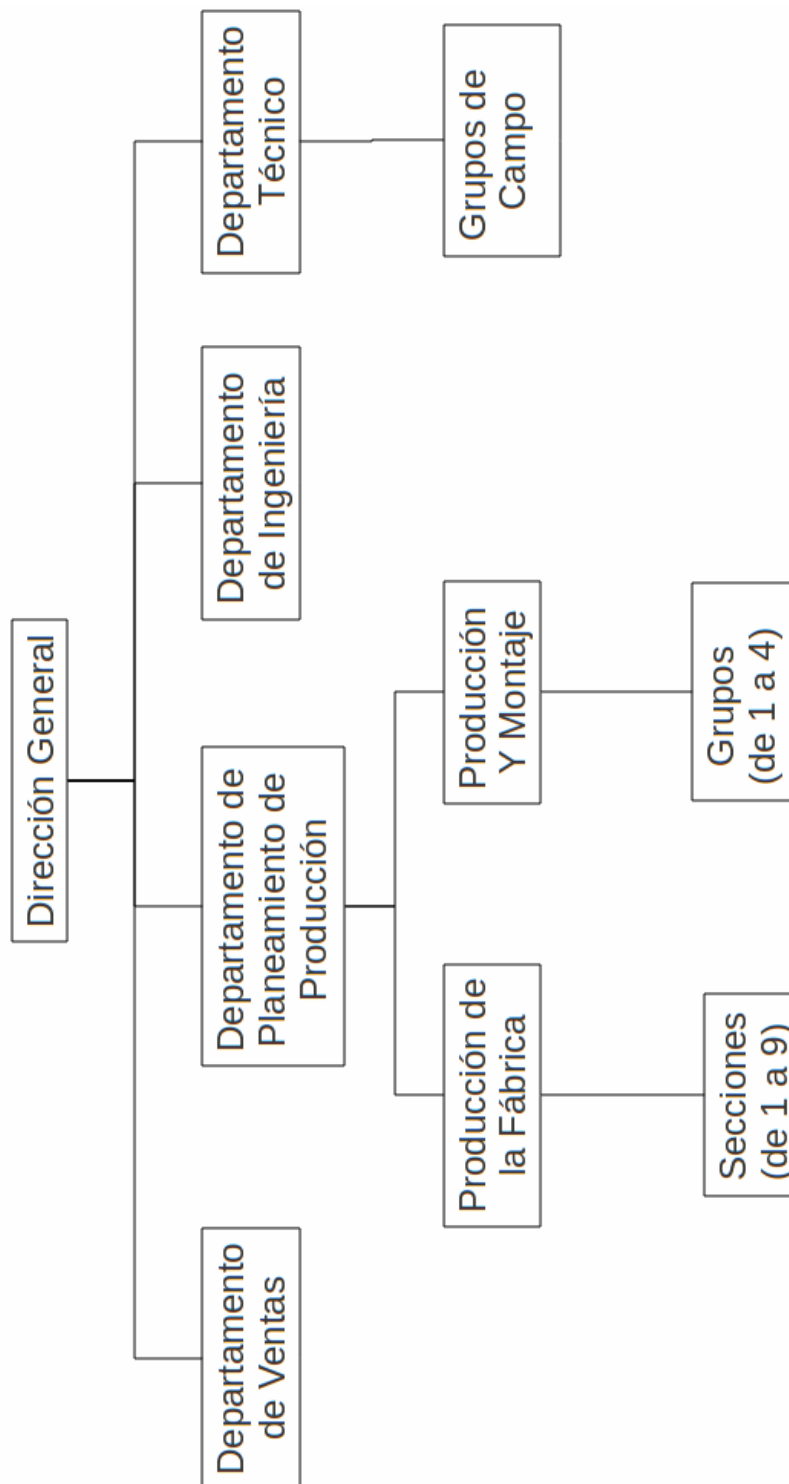 Dirección General
Departamento
de Ventas
Departamento de
Planeamiento de
Producción
Departamento
de Ingeniería
Departamento
Técnico
Producción de
la Fábrica
Producción
Y Montaje
Grupos de
Campo
Secciones
(de 1 a 9)
Grupos
(de 1 a 4)